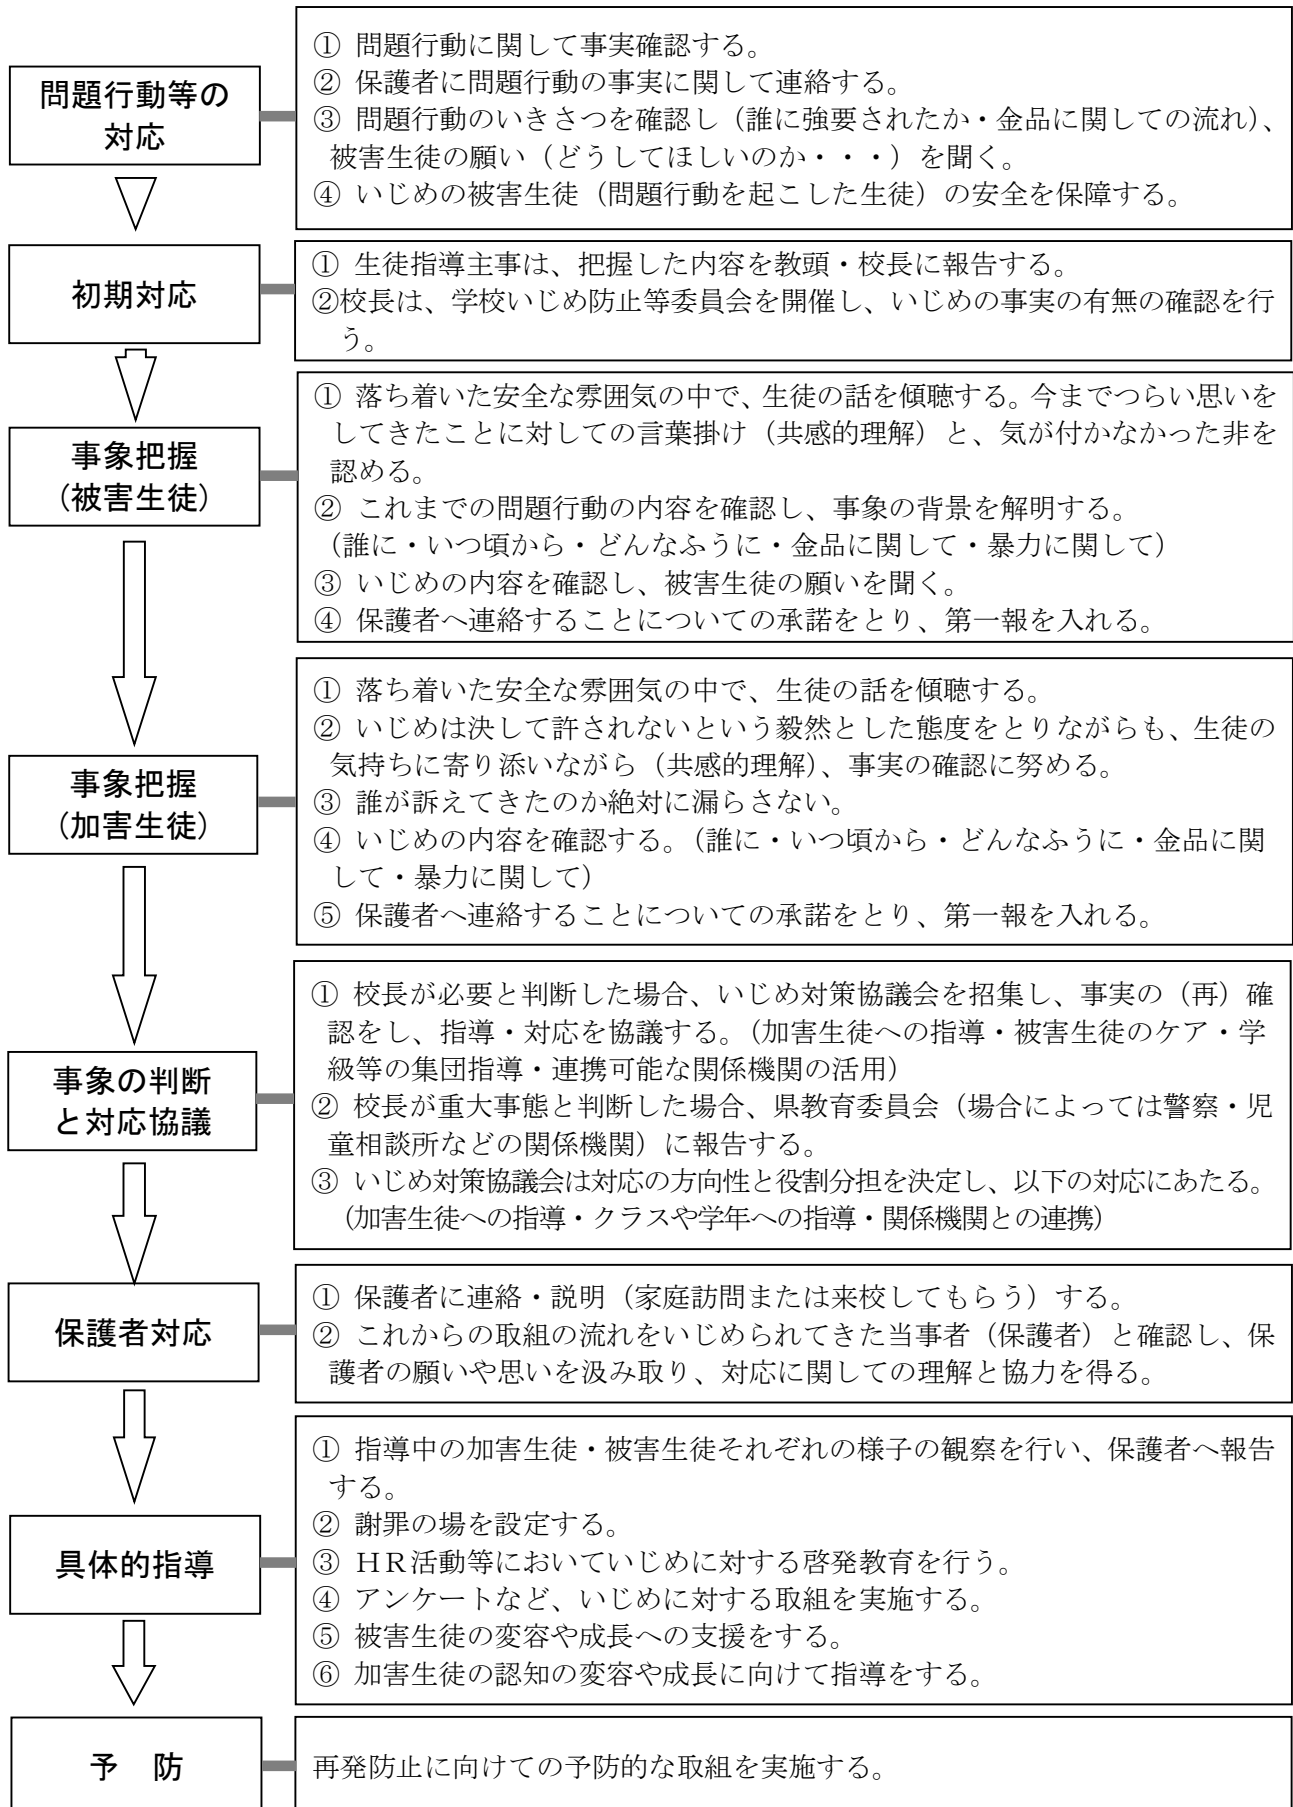 問題行動等の
対応
① 問題行動に関して事実確認する。
② 保護者に問題行動の事実に関して連絡する。
③ 問題行動のいきさつを確認し（誰に強要されたか・金品に関しての流れ）、
被害生徒の願い（どうしてほしいのか・・・）を聞く。
④ いじめの被害生徒（問題行動を起こした生徒）の安全を保障する。
初期対応
① 生徒指導主事は、把握した内容を教頭・校長に報告する。
②校長は、学校いじめ防止等委員会を開催し、いじめの事実の有無の確認を行
う。
事象把握
（被害生徒）
① 落ち着いた安全な雰囲気の中で、生徒の話を傾聴する。今までつらい思いを
してきたことに対しての言葉掛け（共感的理解）と、気が付かなかった非を
認める。
② これまでの問題行動の内容を確認し、事象の背景を解明する。
（誰に・いつ頃から・どんなふうに・金品に関して・暴力に関して）
③ いじめの内容を確認し、被害生徒の願いを聞く。
④ 保護者へ連絡することについての承諾をとり、第一報を入れる。
事象把握
（加害生徒）
① 落ち着いた安全な雰囲気の中で、生徒の話を傾聴する。
② いじめは決して許されないという毅然とした態度をとりながらも、生徒の
気持ちに寄り添いながら（共感的理解）、事実の確認に努める。
③ 誰が訴えてきたのか絶対に漏らさない。
④ いじめの内容を確認する。（誰に・いつ頃から・どんなふうに・金品に関
して・暴力に関して）
⑤ 保護者へ連絡することについての承諾をとり、第一報を入れる。
事象の判断
と対応協議
① 校長が必要と判断した場合、いじめ対策協議会を招集し、事実の（再）確
認をし、指導・対応を協議する。（加害生徒への指導・被害生徒のケア・学
級等の集団指導・連携可能な関係機関の活用）
② 校長が重大事態と判断した場合、県教育委員会（場合によっては警察・児
童相談所などの関係機関）に報告する。
③ いじめ対策協議会は対応の方向性と役割分担を決定し、以下の対応にあたる。
（加害生徒への指導・クラスや学年への指導・関係機関との連携）
保護者対応
① 保護者に連絡・説明（家庭訪問または来校してもらう）する。
② これからの取組の流れをいじめられてきた当事者（保護者）と確認し、保
護者の願いや思いを汲み取り、対応に関しての理解と協力を得る。
具体的指導
① 指導中の加害生徒・被害生徒それぞれの様子の観察を行い、保護者へ報告
する。
② 謝罪の場を設定する。
③ ＨＲ活動等においていじめに対する啓発教育を行う。
④ アンケートなど、いじめに対する取組を実施する。
⑤ 被害生徒の変容や成長への支援をする。
⑥ 加害生徒の認知の変容や成長に向けて指導をする。
予　防
再発防止に向けての予防的な取組を実施する。